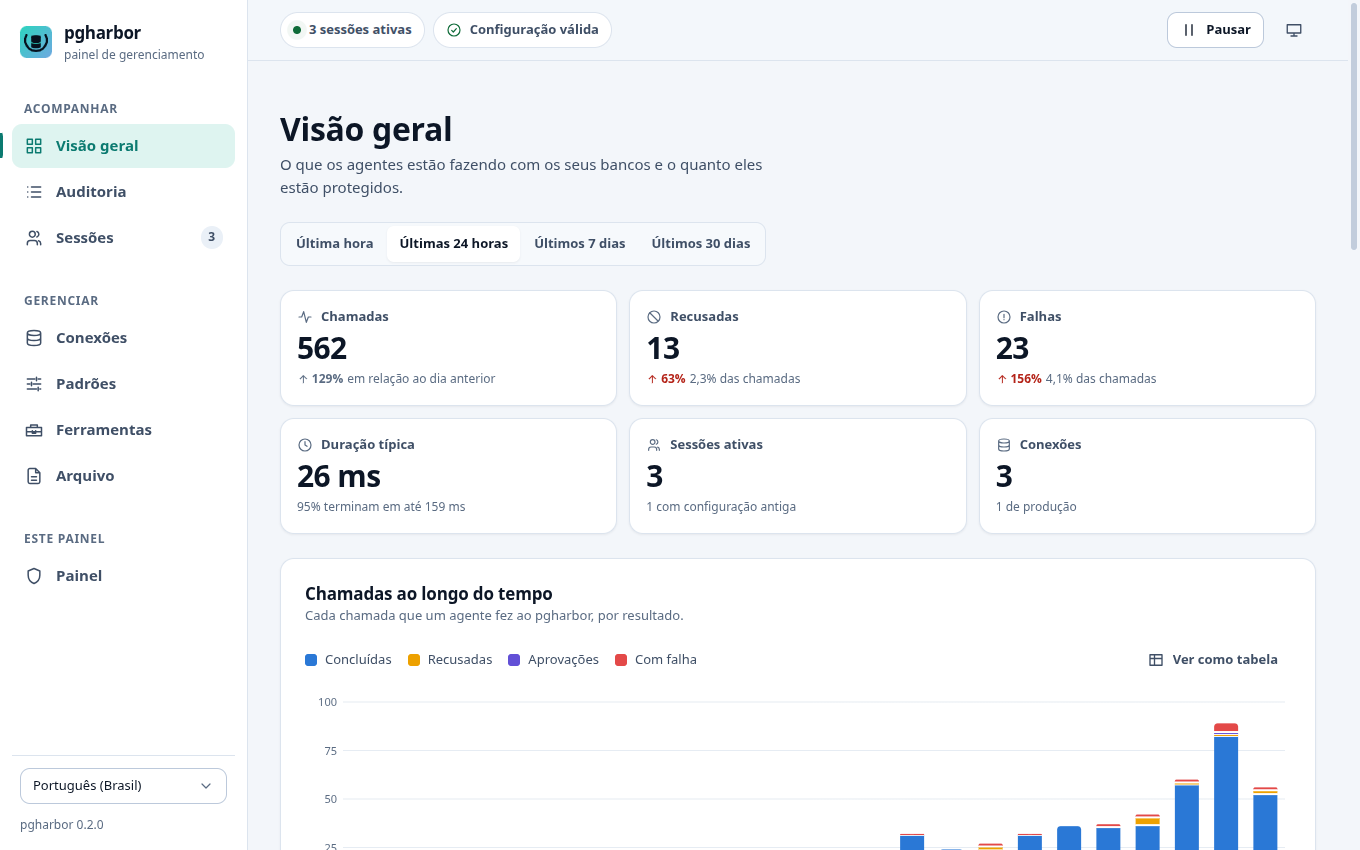 pgharbor
painel de gerenciamento
ACOMPANHAR
Visão geral
Auditoria
Sessões 3
GERENCIAR
Conexões
Padrões
Ferramentas
Arquivo
ESTE PAINEL
Painel
Português (Brasil)
pgharbor 0.2.0
3 sessões ativas Configuração válida Pausar
Visão geral
O que os agentes estão fazendo com os seus bancos e o quanto eles
estão protegidos.
Última hora Últimas 24 horas Últimos 7 dias Últimos 30 dias
Chamadas
562
↑ 129% em relação ao dia anterior
Recusadas
13
↑ 63% 2,3% das chamadas
Falhas
23
↑ 156% 4,1% das chamadas
Duração típica
26 ms
95% terminam em até 159 ms
Sessões ativas
3
1 com configuração antiga
Conexões
3
1 de produção
Chamadas ao longo do tempo
Cada chamada que um agente fez ao pgharbor, por resultado.
Concluídas Recusadas Aprovações Com falha Ver como tabela
100
75
50
25